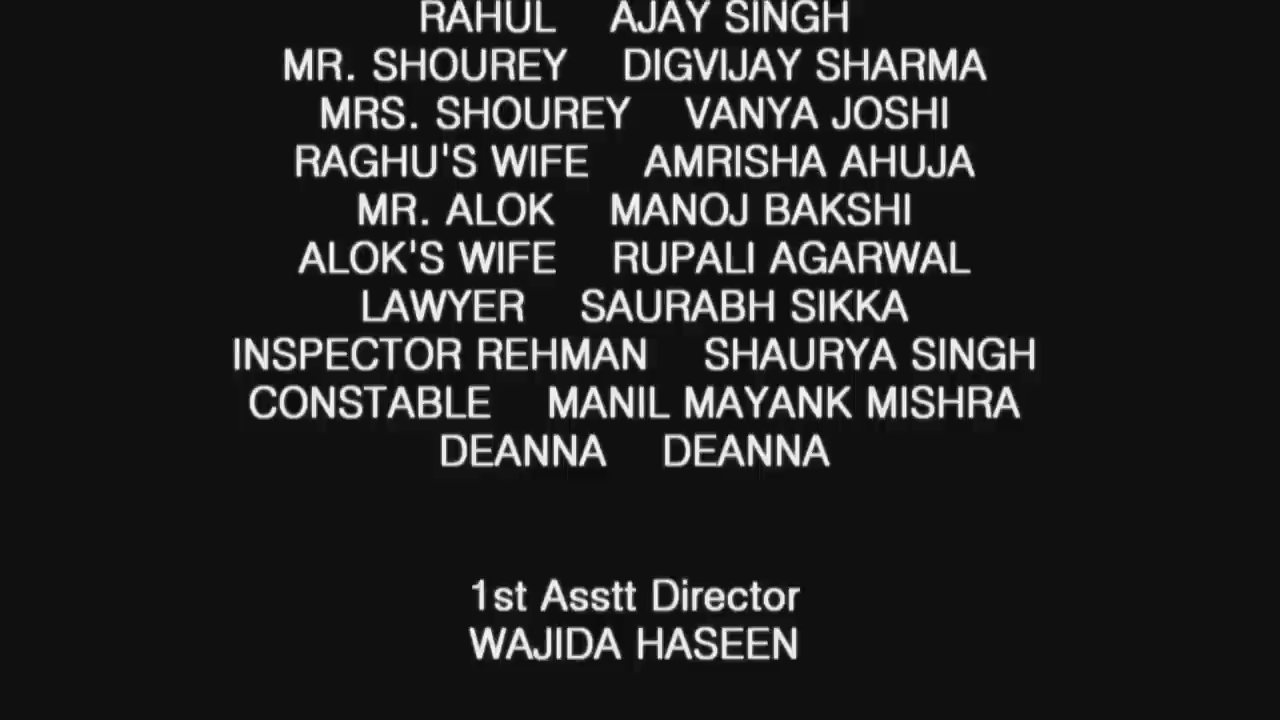 RAHUL AJAY SINGH
MR. SHOUREY DIGVIJAY SHARMA
MRS. SHOUREY VANYA JOSHI
RAGHU'S WIFE AMRISHA AHUJA
MR. ALOK MANOJ BAKSHI
ALOK'S WIFE RUPALI AGARWAL
LAWYER SAURABH SIKKA
INSPECTOR REHMAN SHAURYA SINGH
CONSTABLE MANIL MAYANK MISHRA
DEANNA DEANNA
1st Asstt Director
WAJIDA HASEEN